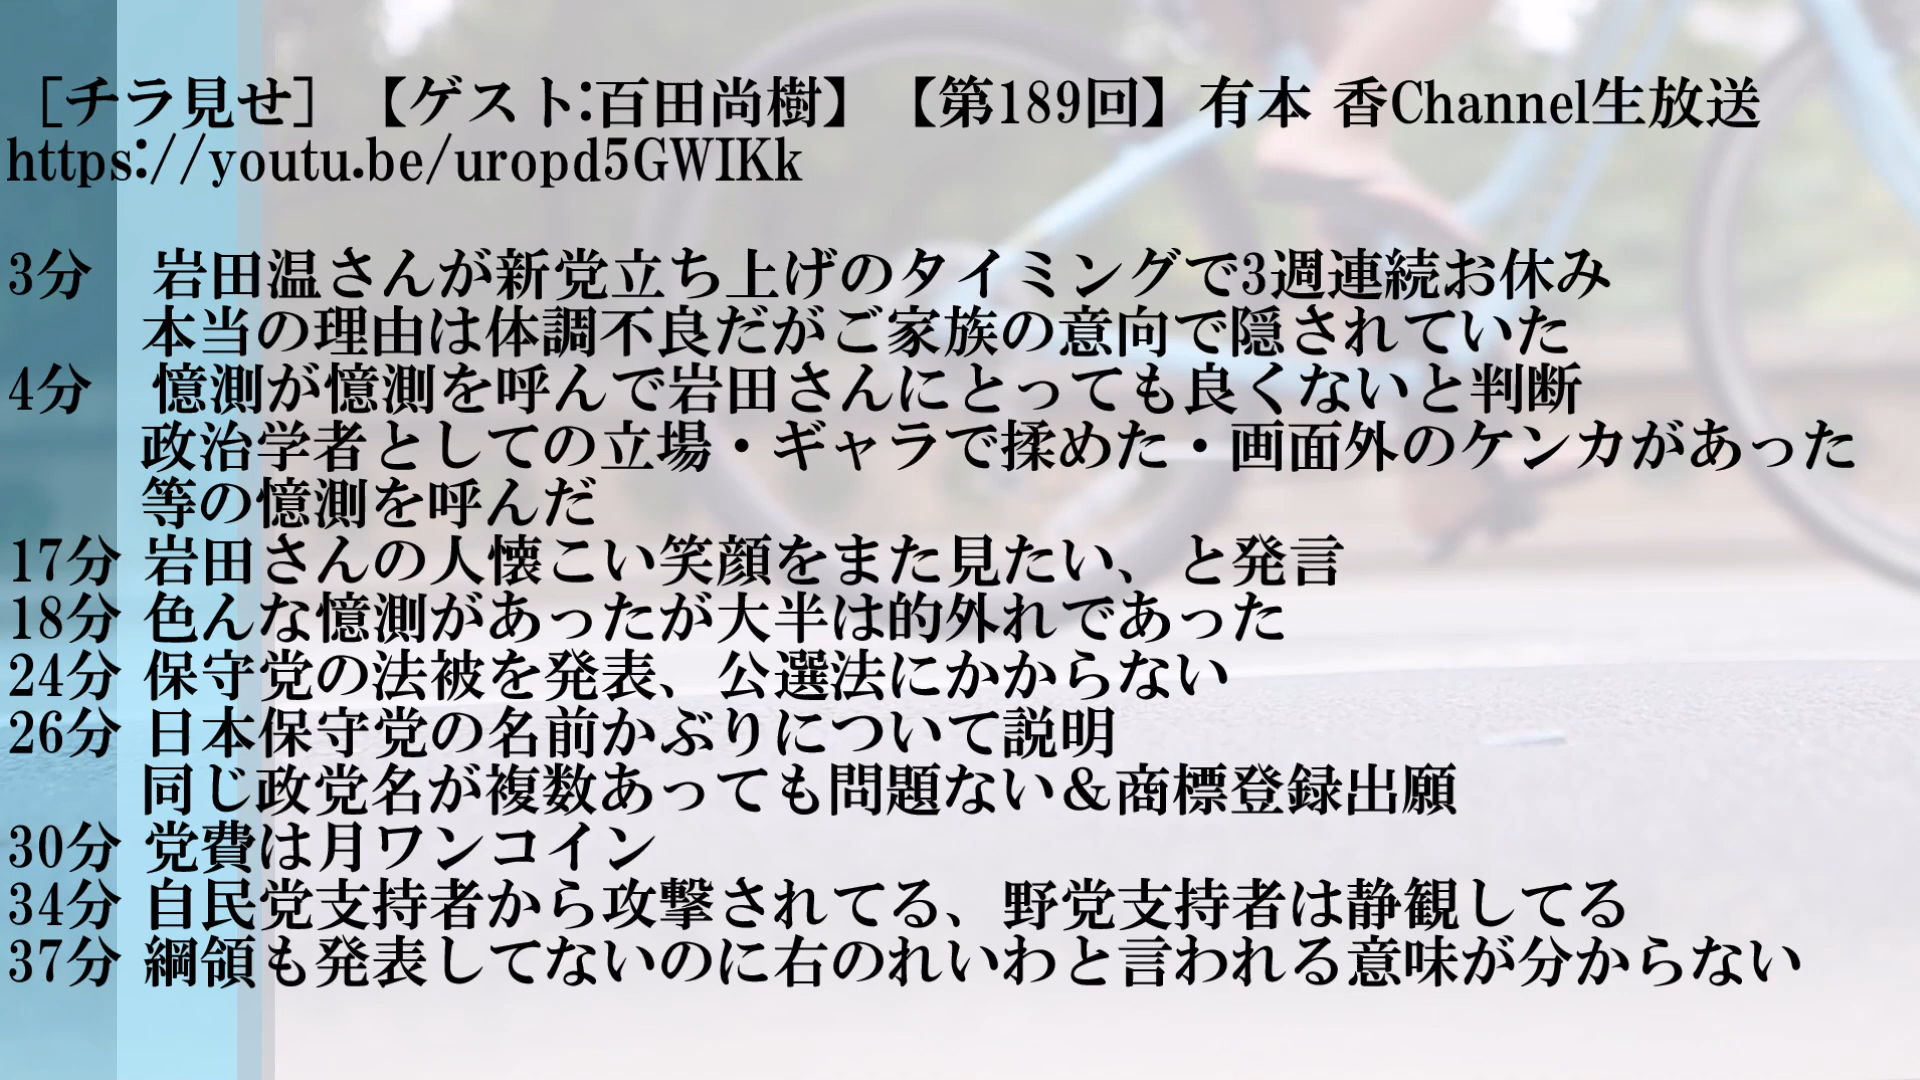 ［チラ見せ］【ゲスト:百田尚樹】【第189回】有本 香Channel生放送
https://youtu.be/uropd5GWIKk
3分　岩田温さんが新党立ち上げのタイミングで3週連続お休み
本当の理由は体調不良だがご家族の意向で隠されていた
4分　憶測が憶測を呼んで岩田さんにとっても良くないと判断
政治学者としての立場・ギャラで揉めた・画面外のケンカがあった
等の憶測を呼んだ
17分 岩田さんの人懐こい笑顔をまた見たい、と発言
18分 色んな憶測があったが大半は的外れであった
24分 保守党の法被を発表、公選法にかからない
26分 日本保守党の名前かぶりについて説明
同じ政党名が複数あっても問題ない＆商標登録出願
30分 党費は月ワンコイン
34分 自民党支持者から攻撃されてる、野党支持者は静観してる
37分 綱領も発表してないのに右のれいわと言われる意味が分からない